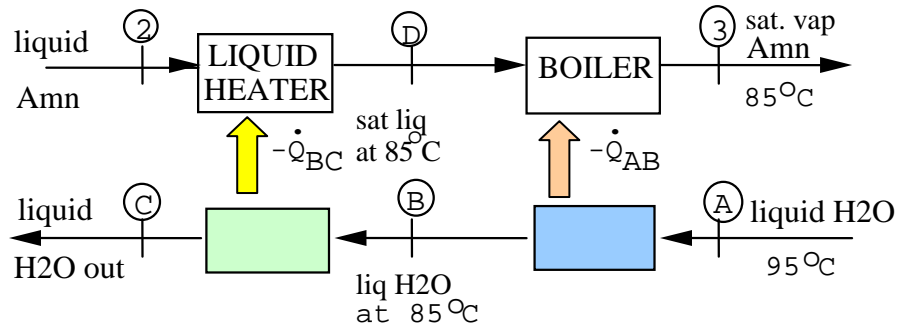 liquid
2
LIQUID
HEATER
D
BOILER
3
sat. vap
Amn
Amn
85°C
sat liq
at 85°C
-Q̇BC
-Q̇AB
liquid
C
B
A
liquid H2O
H2O out
liq H2O
at 85°C
95°C